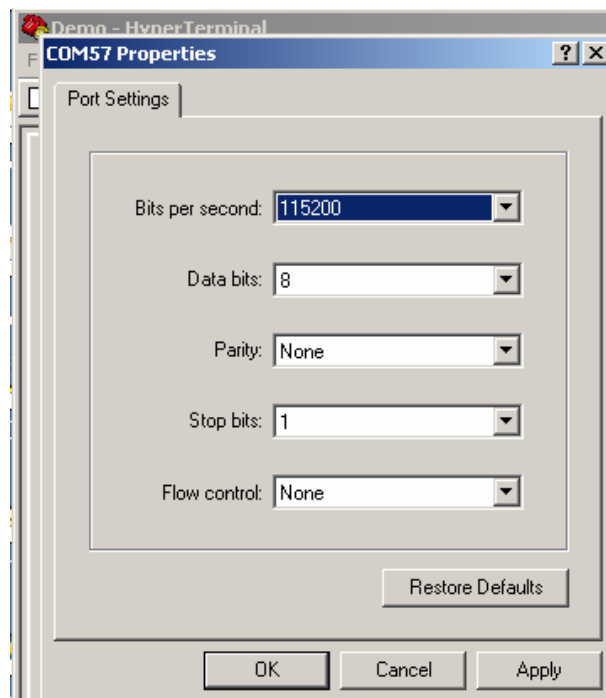 Demo - HyperTerminal
F
COM57 Properties
Port Settings
Bits per second: 115200
Data bits: 8
Parity: None
Stop bits: 1
Flow control: None
Restore Defaults
OK Cancel Apply